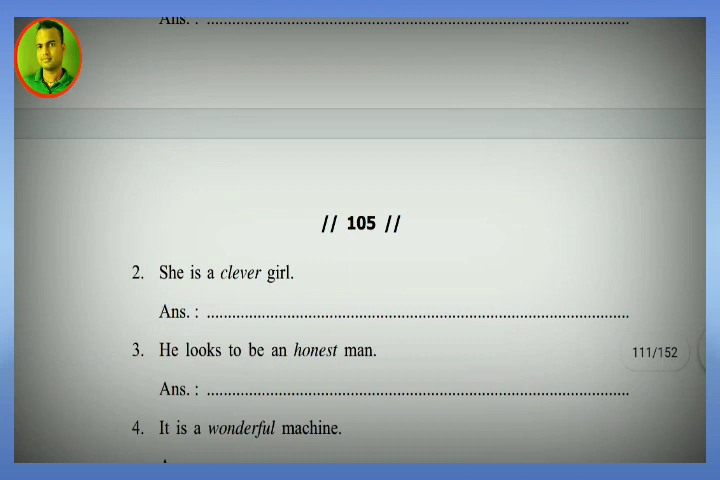 Ans. : ....................................................................................................
// 105 //
2. She is a clever girl.
Ans. : ....................................................................................................
3. He looks to be an honest man.
111/152
Ans. : ....................................................................................................
4. It is a wonderful machine.